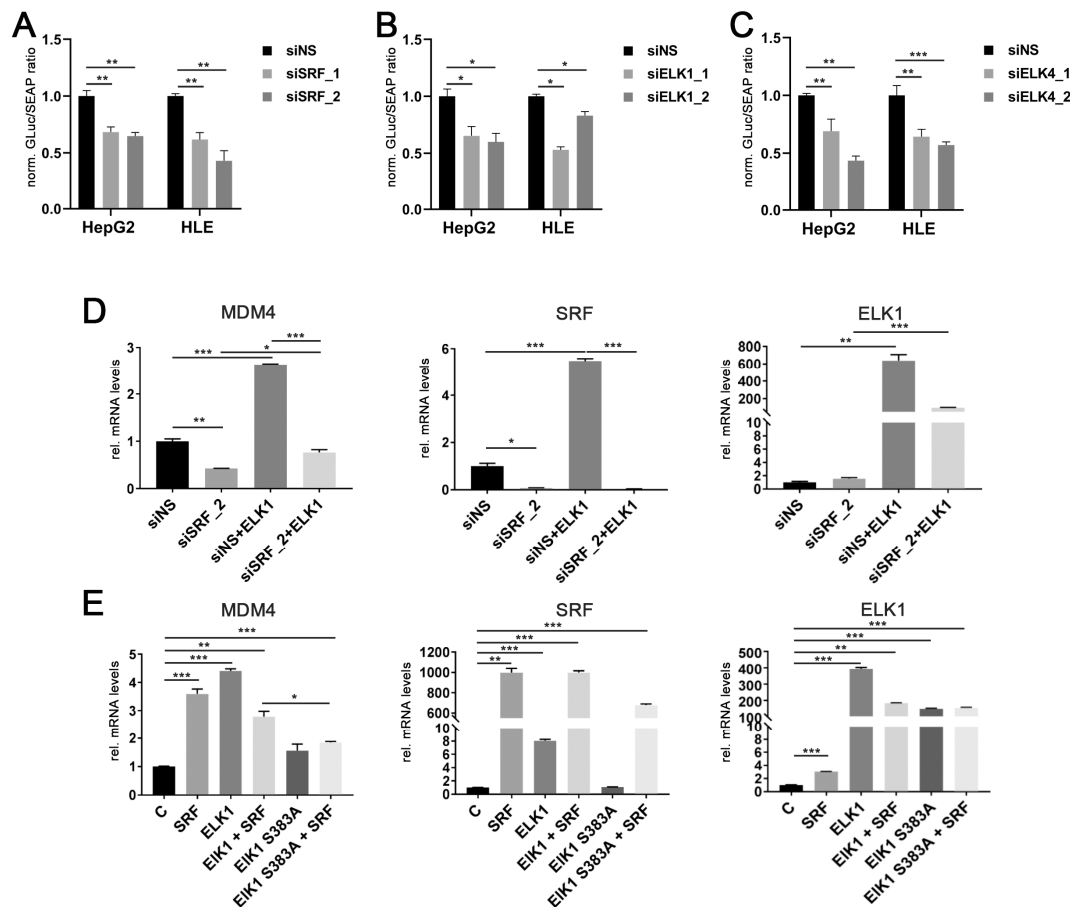 A
norm. GLuc/SEAP ratio
1.5
1.0
0.5
0.0
**
**
**
**
HepG2
HLE
siNS
siSRF_1
siSRF_2
B
norm. GLuc/SEAP ratio
1.5
1.0
0.5
0.0
*
*
*
*
HepG2
HLE
siNS
siELK1_1
siELK1_2
C
norm. GLuc/SEAP ratio
1.5
1.0
0.5
0.0
**
**
***
**
HepG2
HLE
siNS
siELK4_1
siELK4_2
D
MDM4
rel. mRNA levels
3
2
1
0
***
***
*
**
siNS
siSRF_2
siNS+ELK1
siSRF_2+ELK1
SRF
rel. mRNA levels
6
4
2
0
***
***
*
siNS
siSRF_2
siNS+ELK1
siSRF_2+ELK1
ELK1
rel. mRNA levels
800
600
400
200
10
8
6
4
2
0
***
**
siNS
siSRF_2
siNS+ELK1
siSRF_2+ELK1
E
MDM4
rel. mRNA levels
5
4
3
2
1
0
***
**
***
***
*
C
SRF
ELK1
ElK1 + SRF
ElK1 S383A
ElK1 S383A + SRF
SRF
rel. mRNA levels
1200
1000
800
600
8
6
4
2
0
***
***
***
**
C
SRF
ELK1
ElK1 + SRF
ElK1 S383A
ElK1 S383A + SRF
ELK1
rel. mRNA levels
500
400
300
200
100
8
6
4
2
0
***
***
**
***
***
C
SRF
ELK1
ElK1 + SRF
ElK1 S383A
ElK1 S383A + SRF